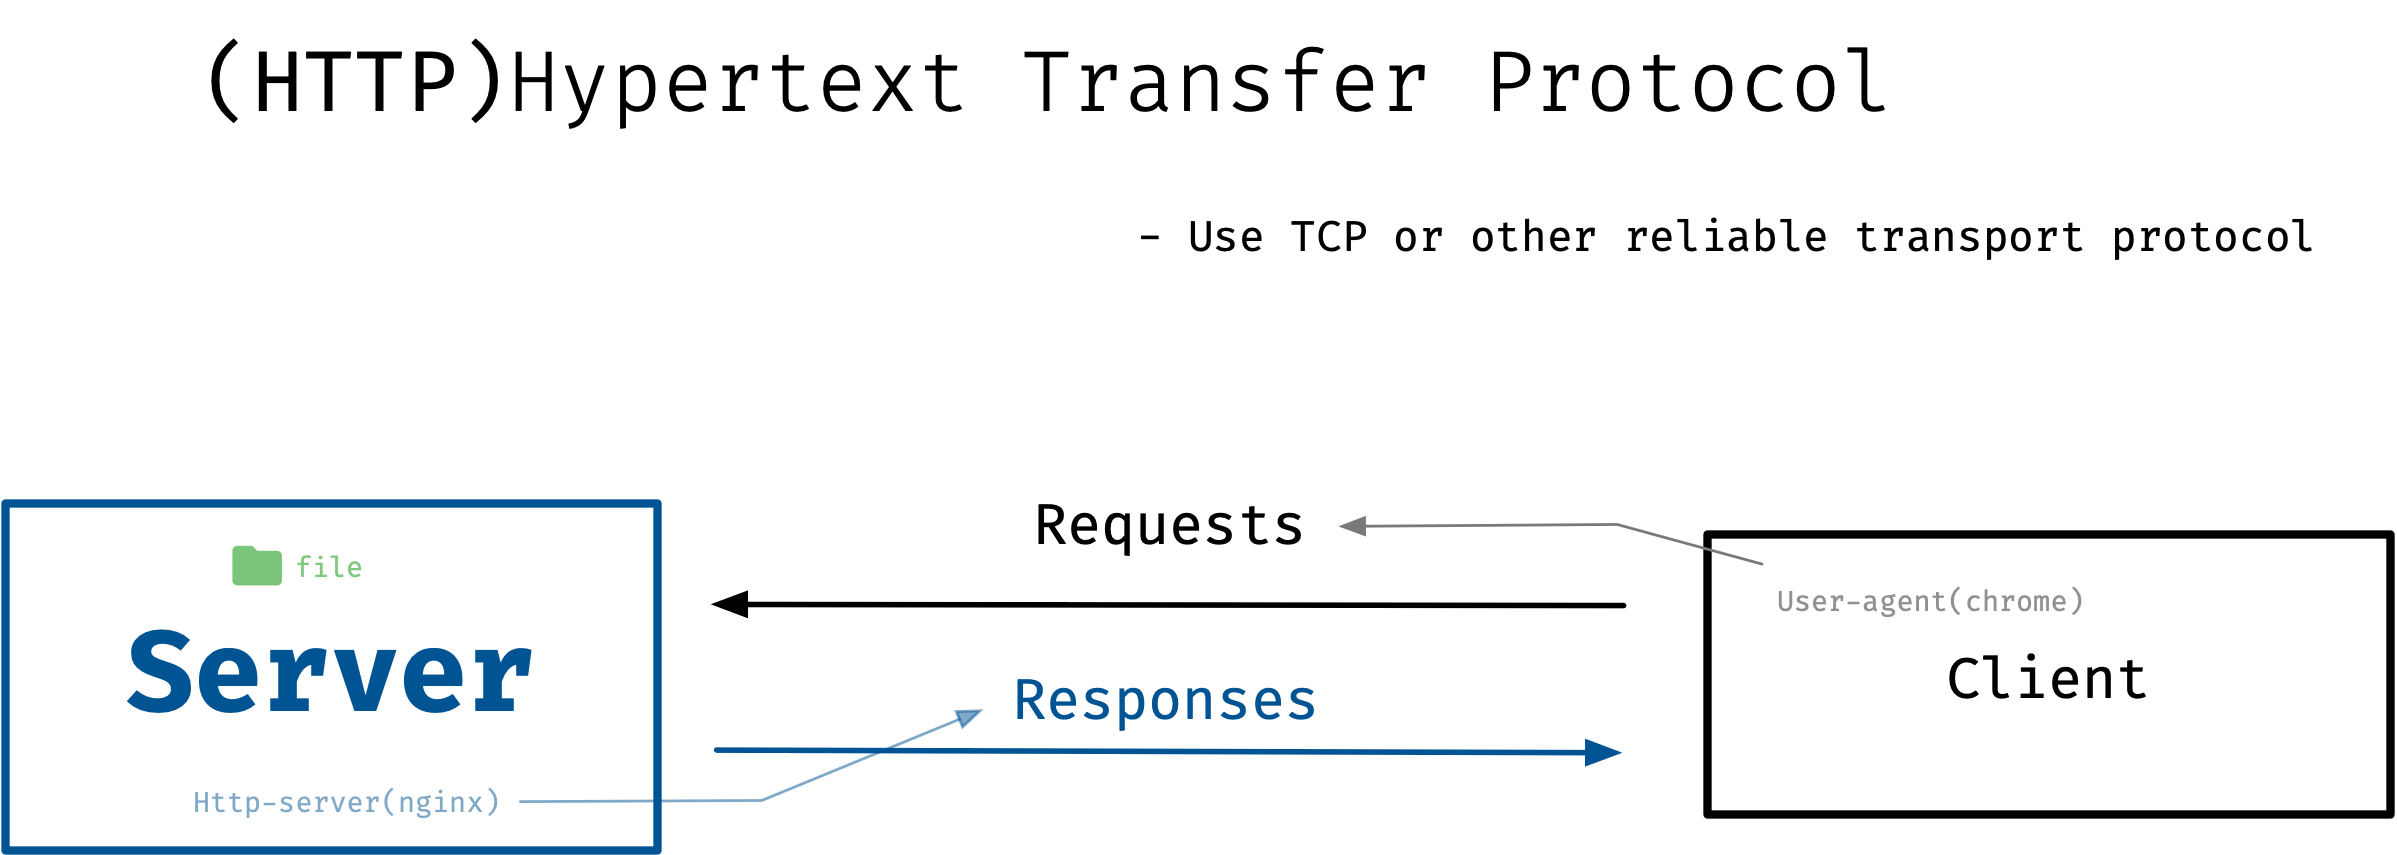 (HTTP)Hypertext Transfer Protocol
- Use TCP or other reliable transport protocol
Requests
file
User-agent(chrome)
Server
Client
Responses
Http-server(nginx)